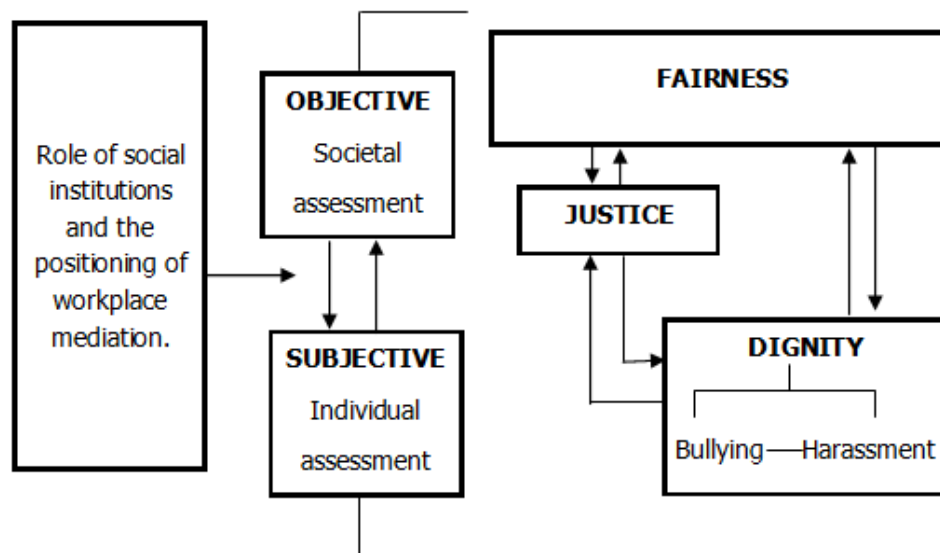 Role of social
institutions
and the
positioning of
workplace
mediation.
OBJECTIVE
Societal
assessment
SUBJECTIVE
Individual
assessment
FAIRNESS
JUSTICE
DIGNITY
Bullying Harassment